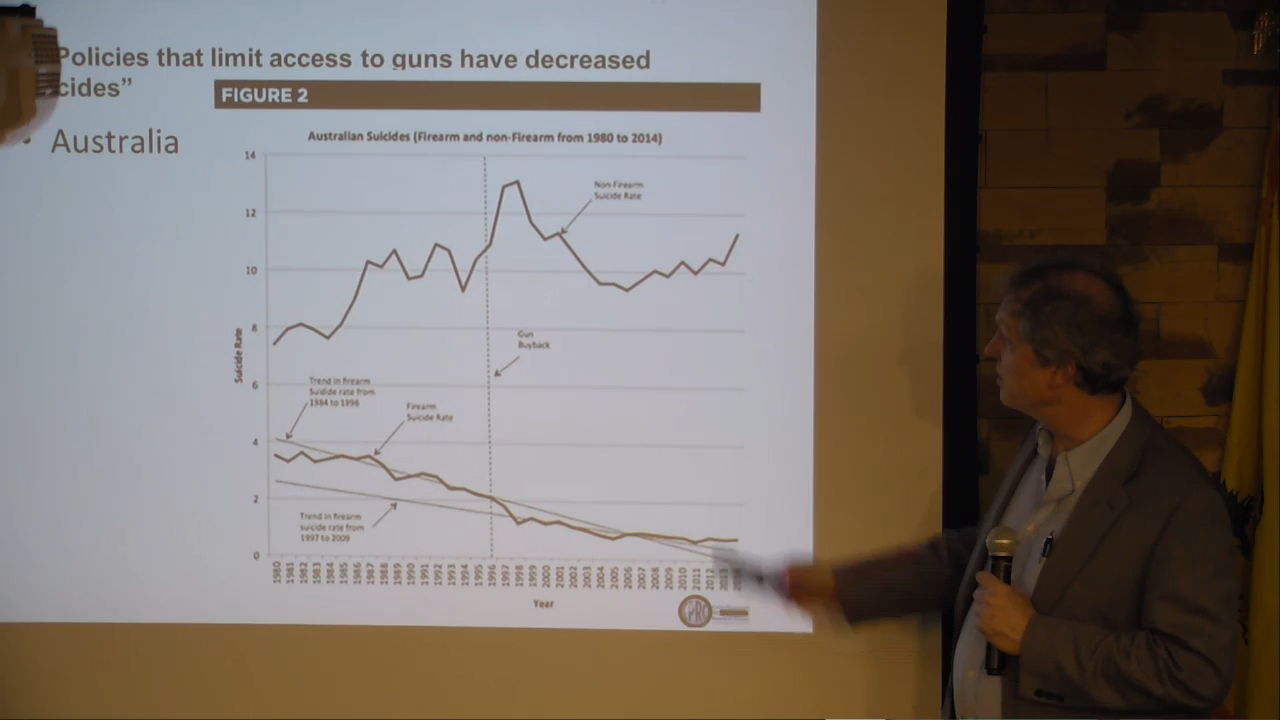 Policies that limit access to guns have decreased
cides”
• Australia
FIGURE 2
Australian Suicides (Firearm and non-Firearm from 1980 to 2014)
14
12
10
8
6
4
2
0
Suicide Rate
Non-Firearm
Suicide Rate
Gun
Buyback
Trend in firearm
Suidide rate from
1984 to 1996
Firearm
Suicide Rate
Trend in firearm
suicide rate from
1997 to 2009
1980 1981 1982 1983 1984 1985 1986 1987 1988 1989 1990 1991 1992 1993 1994 1995 1996 1997 1998 1999 2000 2001 2002 2003 2004 2005 2006 2007 2008 2009 2010 2011 2012 2013
Year
CPRC